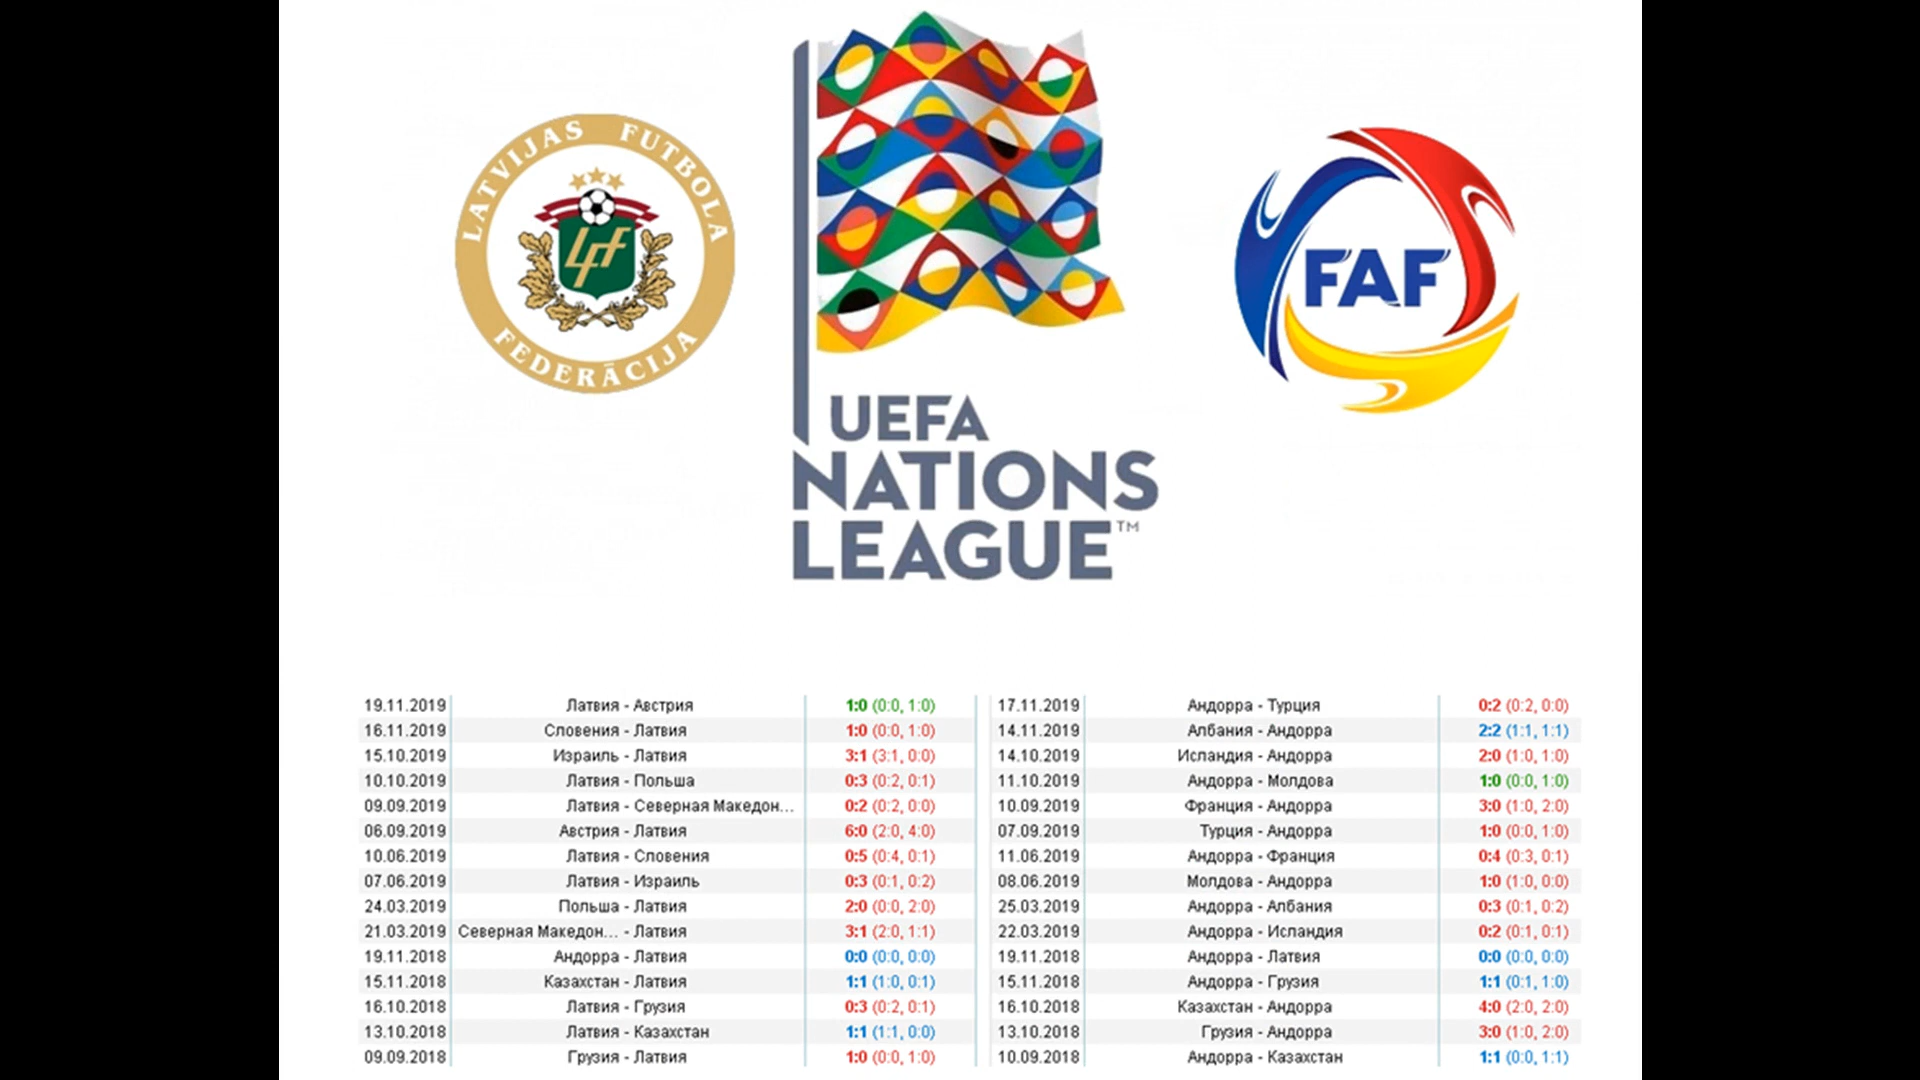 LATVIJAS FUTBOLA
FEDERĀCIJA
LFF
FAF
UEFA
NATIONS
LEAGUE™
19.11.2019 Латвия - Австрия 1:0 (0:0, 1:0) 17.11.2019 Андорра - Турция 0:2 (0:2, 0:0)
16.11.2019 Словения - Латвия 1:0 (0:0, 1:0) 14.11.2019 Албания - Андорра 2:2 (1:1, 1:1)
15.10.2019 Израиль - Латвия 3:1 (3:1, 0:0) 14.10.2019 Исландия - Андорра 2:0 (1:0, 1:0)
10.10.2019 Латвия - Польша 0:3 (0:2, 0:1) 11.10.2019 Андорра - Молдова 1:0 (0:0, 1:0)
09.09.2019 Латвия - Северная Македон... 0:2 (0:2, 0:0) 10.09.2019 Франция - Андорра 3:0 (1:0, 2:0)
06.09.2019 Австрия - Латвия 6:0 (2:0, 4:0) 07.09.2019 Турция - Андорра 1:0 (0:0, 1:0)
10.06.2019 Латвия - Словения 0:5 (0:4, 0:1) 11.06.2019 Андорра - Франция 0:4 (0:3, 0:1)
07.06.2019 Латвия - Израиль 0:3 (0:1, 0:2) 08.06.2019 Молдова - Андорра 1:0 (1:0, 0:0)
24.03.2019 Польша - Латвия 2:0 (0:0, 2:0) 25.03.2019 Андорра - Албания 0:3 (0:1, 0:2)
21.03.2019 Северная Македон... - Латвия 3:1 (2:0, 1:1) 22.03.2019 Андорра - Исландия 0:2 (0:1, 0:1)
19.11.2018 Андорра - Латвия 0:0 (0:0, 0:0) 19.11.2018 Андорра - Латвия 0:0 (0:0, 0:0)
15.11.2018 Казахстан - Латвия 1:1 (1:0, 0:1) 15.11.2018 Андорра - Грузия 1:1 (0:1, 1:0)
16.10.2018 Латвия - Грузия 0:3 (0:2, 0:1) 16.10.2018 Казахстан - Андорра 4:0 (2:0, 2:0)
13.10.2018 Латвия - Казахстан 1:1 (1:1, 0:0) 13.10.2018 Грузия - Андорра 3:0 (1:0, 2:0)
09.09.2018 Грузия - Латвия 1:0 (0:0, 1:0) 10.09.2018 Андорра - Казахстан 1:1 (0:0, 1:1)